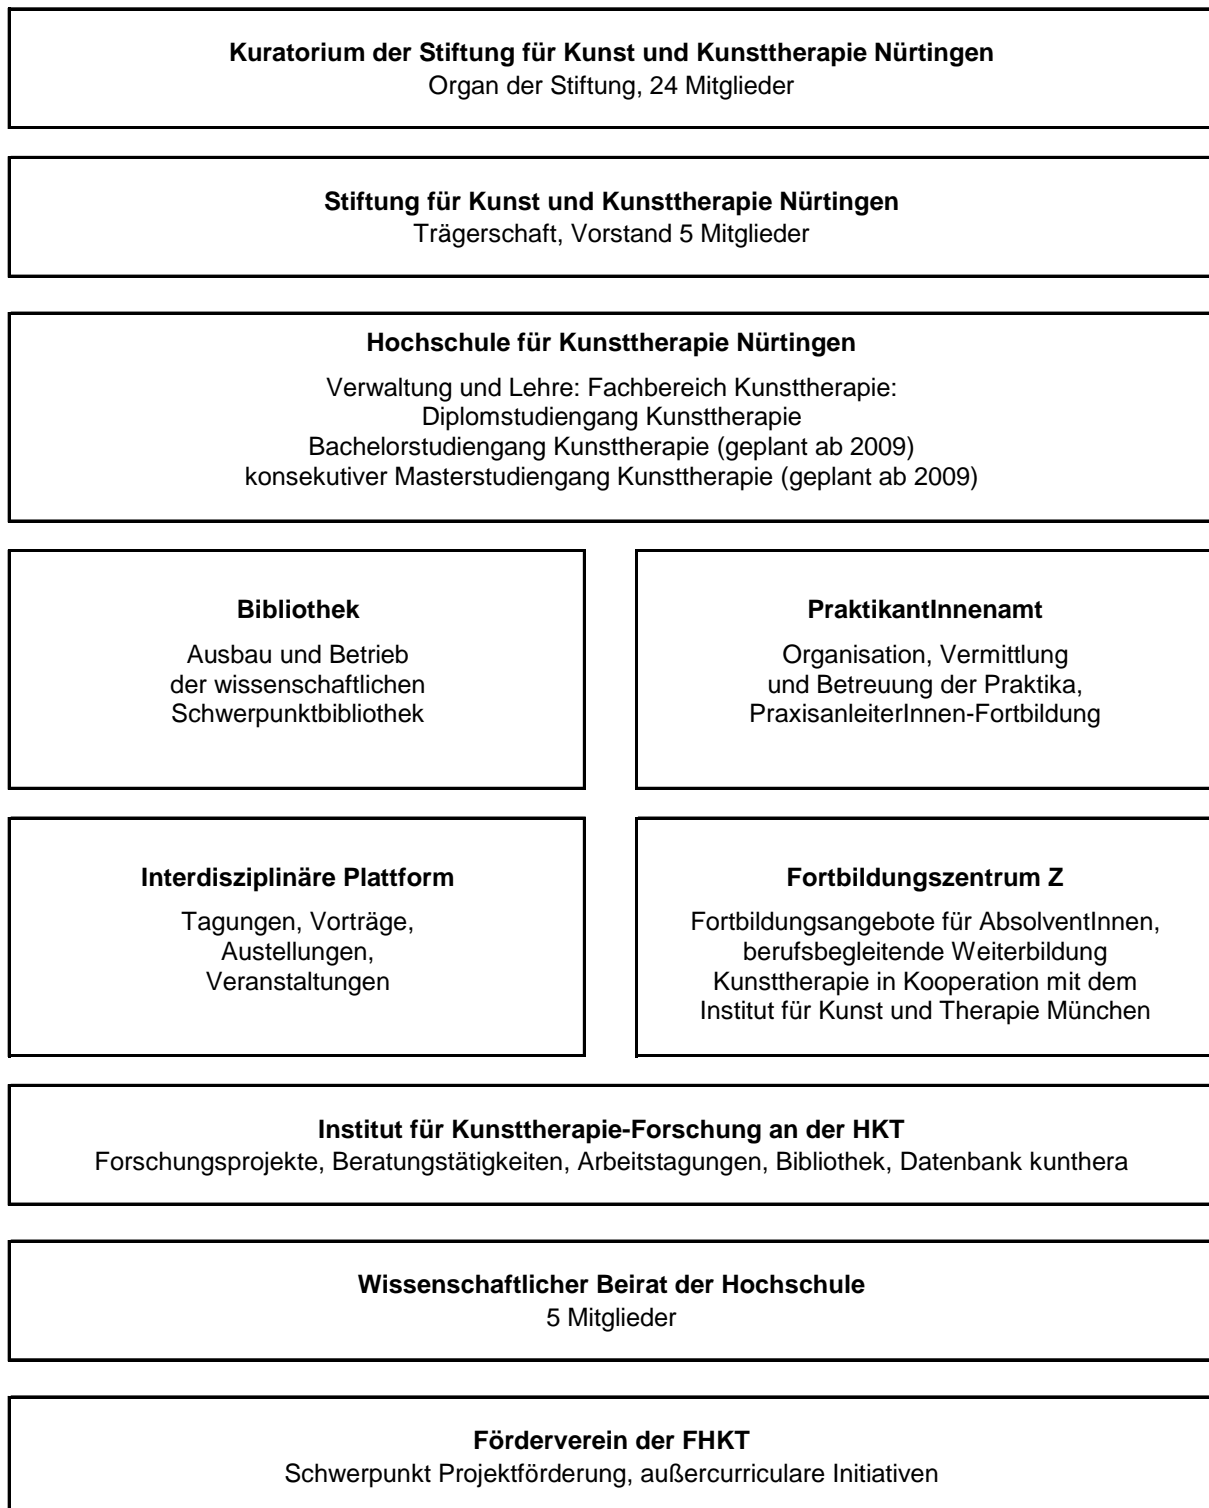 Kuratorium der Stiftung für Kunst und Kunsttherapie Nürtingen
Organ der Stiftung, 24 Mitglieder
Stiftung für Kunst und Kunsttherapie Nürtingen
Trägerschaft, Vorstand 5 Mitglieder
Hochschule für Kunsttherapie Nürtingen
Verwaltung und Lehre: Fachbereich Kunsttherapie:
Diplomstudiengang Kunsttherapie
Bachelorstudiengang Kunsttherapie (geplant ab 2009)
konsekutiver Masterstudiengang Kunsttherapie (geplant ab 2009)
Bibliothek
Ausbau und Betrieb
der wissenschaftlichen
Schwerpunktbibliothek
PraktikantInnenamt
Organisation, Vermittlung
und Betreuung der Praktika,
PraxisanleiterInnen-Fortbildung
Interdisziplinäre Plattform
Tagungen, Vorträge,
Austellungen,
Veranstaltungen
Fortbildungszentrum Z
Fortbildungsangebote für AbsolventInnen,
berufsbegleitende Weiterbildung
Kunsttherapie in Kooperation mit dem
Institut für Kunst und Therapie München
Institut für Kunsttherapie-Forschung an der HKT
Forschungsprojekte, Beratungstätigkeiten, Arbeitstagungen, Bibliothek, Datenbank kunthera
Wissenschaftlicher Beirat der Hochschule
5 Mitglieder
Förderverein der FHKT
Schwerpunkt Projektförderung, außercurriculare Initiativen